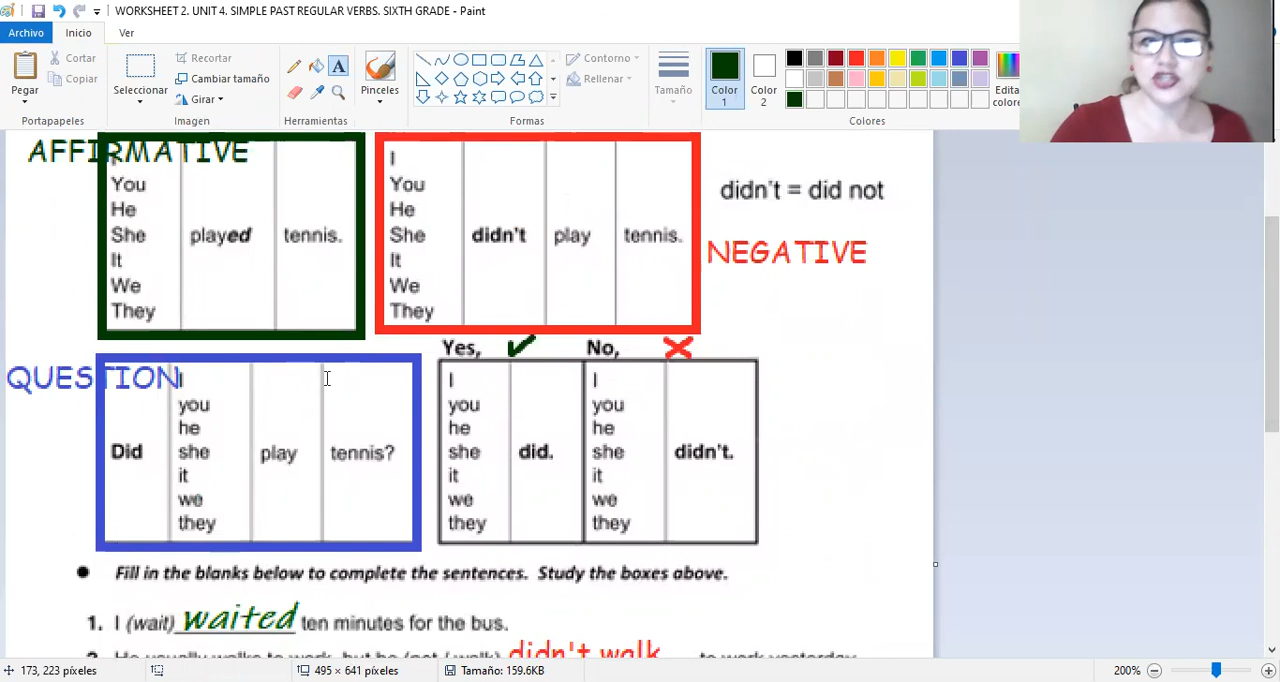 WORKSHEET 2. UNIT 4. SIMPLE PAST REGULAR VERBS. SIXTH GRADE - Paint
Archivo Inicio Ver
Pegar
Cortar
Copiar
Portapapeles
Seleccionar
Recortar
Cambiar tamaño
Girar
Imagen
A
Herramientas
Pinceles
Contorno
Rellenar
Formas
Tamaño
Color 1
Color 2
Colores
AFFIRMATIVE
I
You
He
She
It
We
They
played
tennis.
I
You
He
She
It
We
They
didn't
play
tennis.
didn't = did not
NEGATIVE
QUESTION
Did
I
you
he
she
it
we
they
play
tennis?
Yes,
No,
I
you
he
she
it
we
they
did.
I
you
he
she
it
we
they
didn't.
Fill in the blanks below to complete the sentences. Study the boxes above.
1. I (wait) waited ten minutes for the bus.
didn't walk
173, 223 píxeles
495 × 641 píxeles
Tamaño: 159.6KB
200%